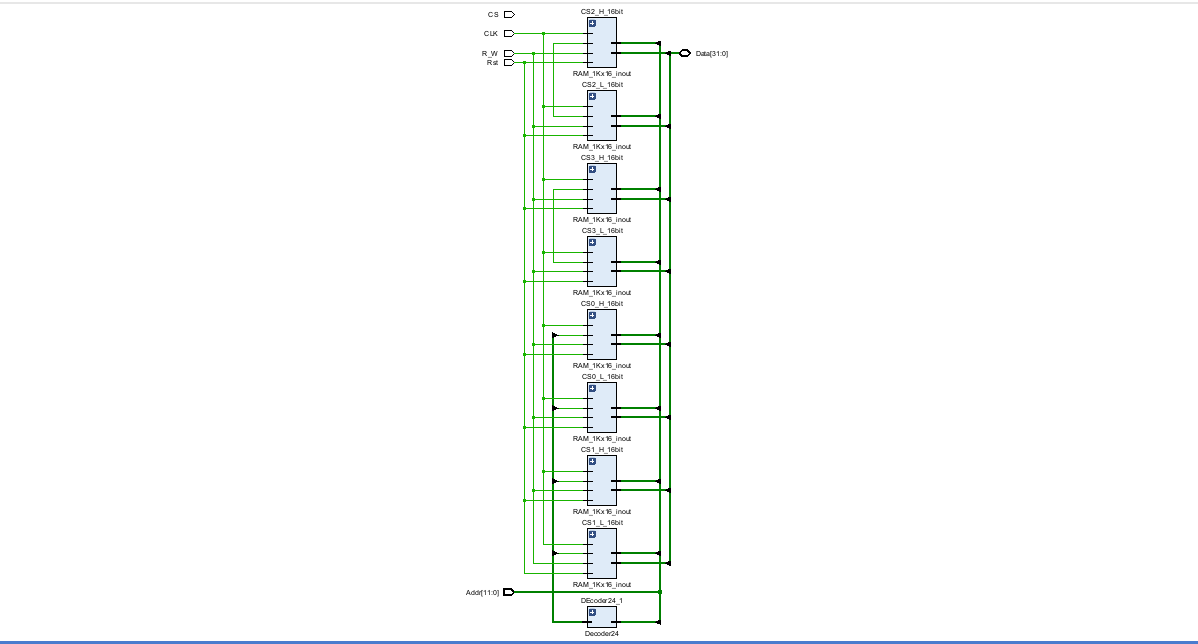 CS
CLK
R_W
Rst
CS2_H_16bit
Data[31:0]
RAM_1Kx16_inout
CS2_L_16bit
RAM_1Kx16_inout
CS3_H_16bit
RAM_1Kx16_inout
CS3_L_16bit
RAM_1Kx16_inout
CS0_H_16bit
RAM_1Kx16_inout
CS0_L_16bit
RAM_1Kx16_inout
CS1_H_16bit
RAM_1Kx16_inout
CS1_L_16bit
RAM_1Kx16_inout
Addr[11:0]
DEcoder24_1
Decoder24